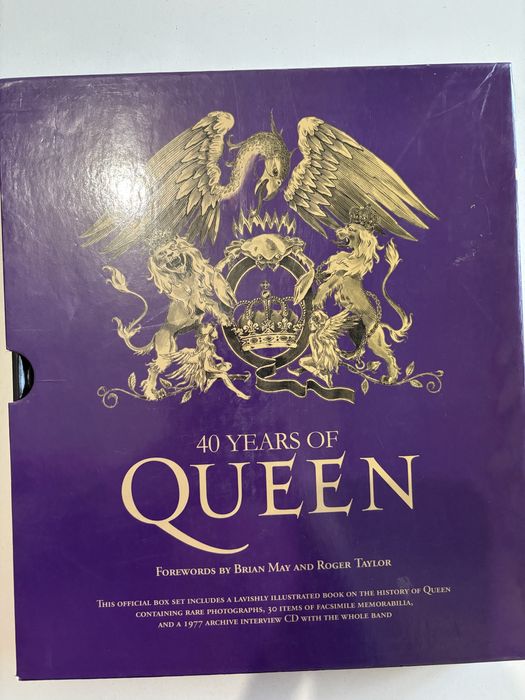 40 YEARS OF
QUEEN
FOREWORDS BY BRIAN MAY AND ROGER TAYLOR
THIS OFFICIAL BOX SET INCLUDES A LAVISHLY ILLUSTRATED BOOK ON THE HISTORY OF QUEEN
CONTAINING RARE PHOTOGRAPHS, 30 ITEMS OF FACSIMILE MEMORABILIA,
AND A 1977 ARCHIVE INTERVIEW CD WITH THE WHOLE BAND